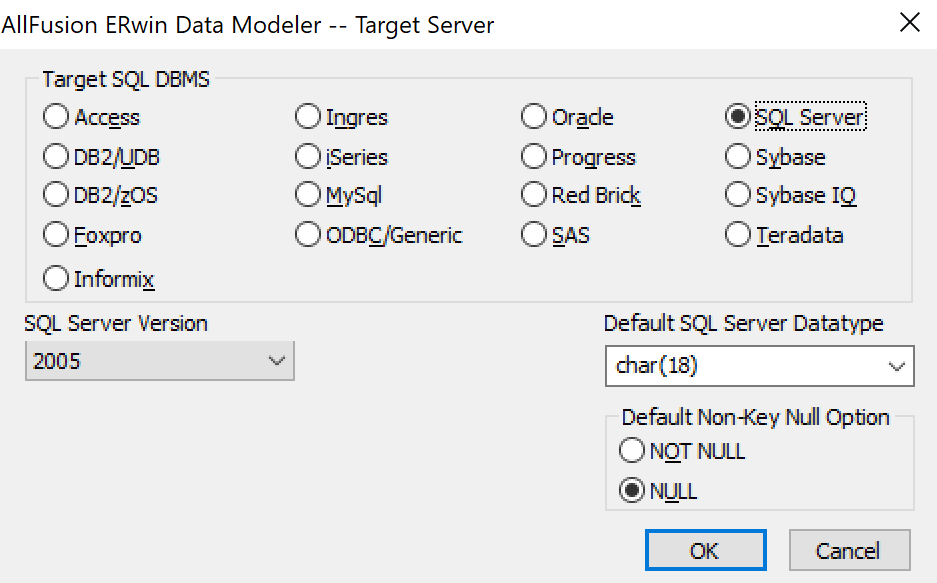 AllFusion ERwin Data Modeler -- Target Server
Target SQL DBMS
Access Ingres Oracle SQL Server
DB2/UDB iSeries Progress Sybase
DB2/zOS MySql Red Brick Sybase IQ
Foxpro ODBC/Generic SAS Teradata
Informix
SQL Server Version Default SQL Server Datatype
2005 char(18)
Default Non-Key Null Option
NOT NULL
NULL
OK Cancel